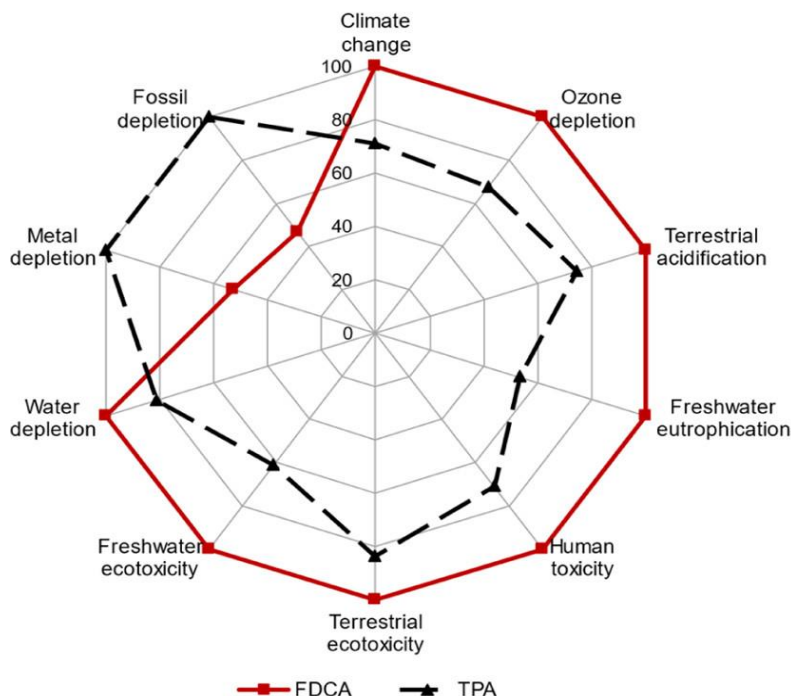 Climate
change
100
Fossil
depletion
Ozone
depletion
80
60
Metal
depletion
40
Terrestrial
acidification
20
0
Water
depletion
Freshwater
eutrophication
Freshwater
ecotoxicity
Human
toxicity
Terrestrial
ecotoxicity
FDCA TPA